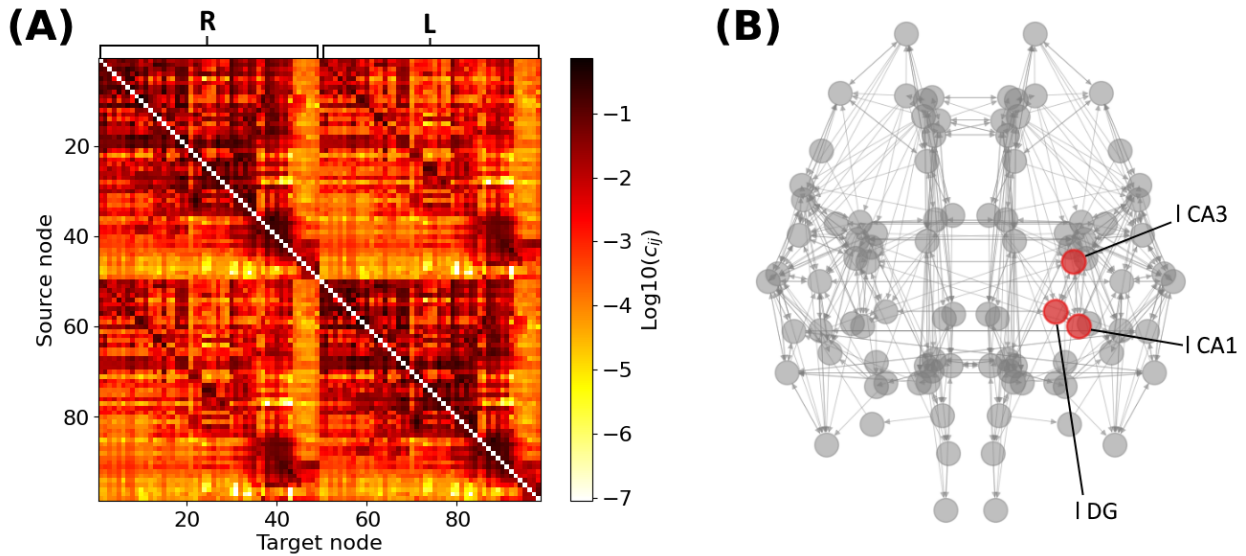 (A)
R
L
20
40
60
80
Source node
20
40
60
80
Target node
−1
−2
−3
−4
−5
−6
−7
Log10(c_ij)
(B)
l CA3
l CA1
l DG